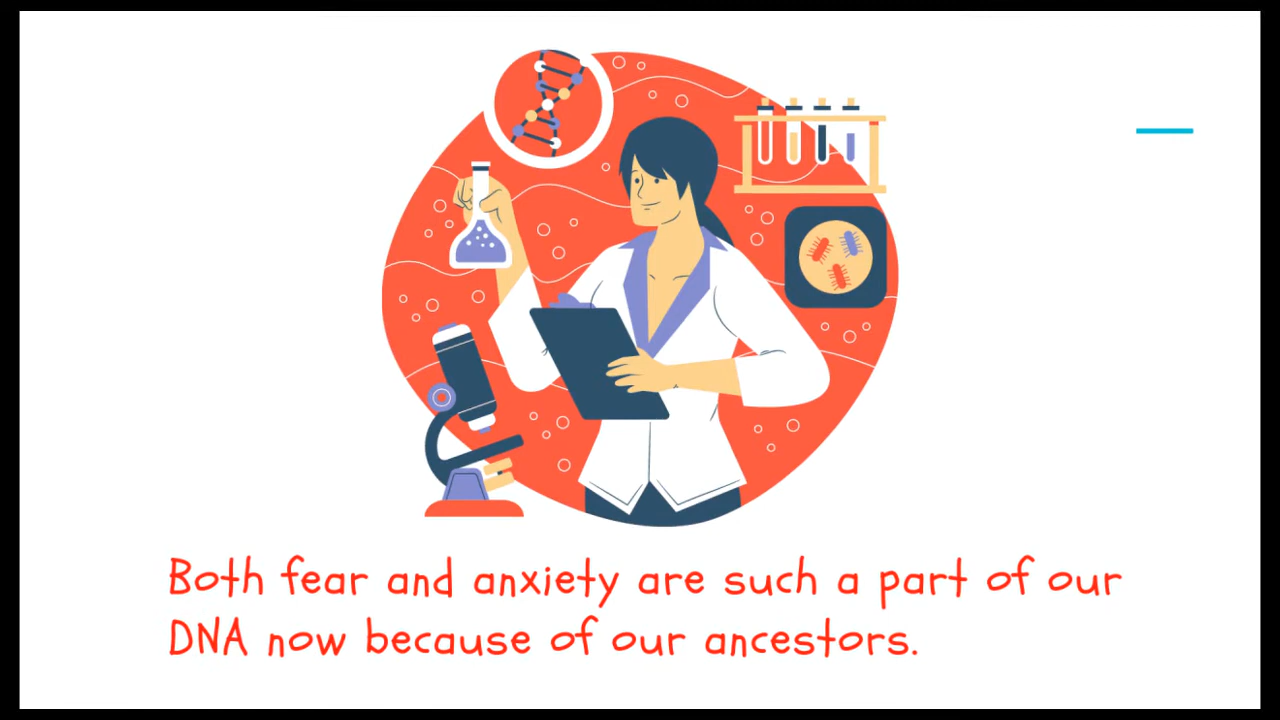 Both fear and anxiety are such a part of our
DNA now because of our ancestors.